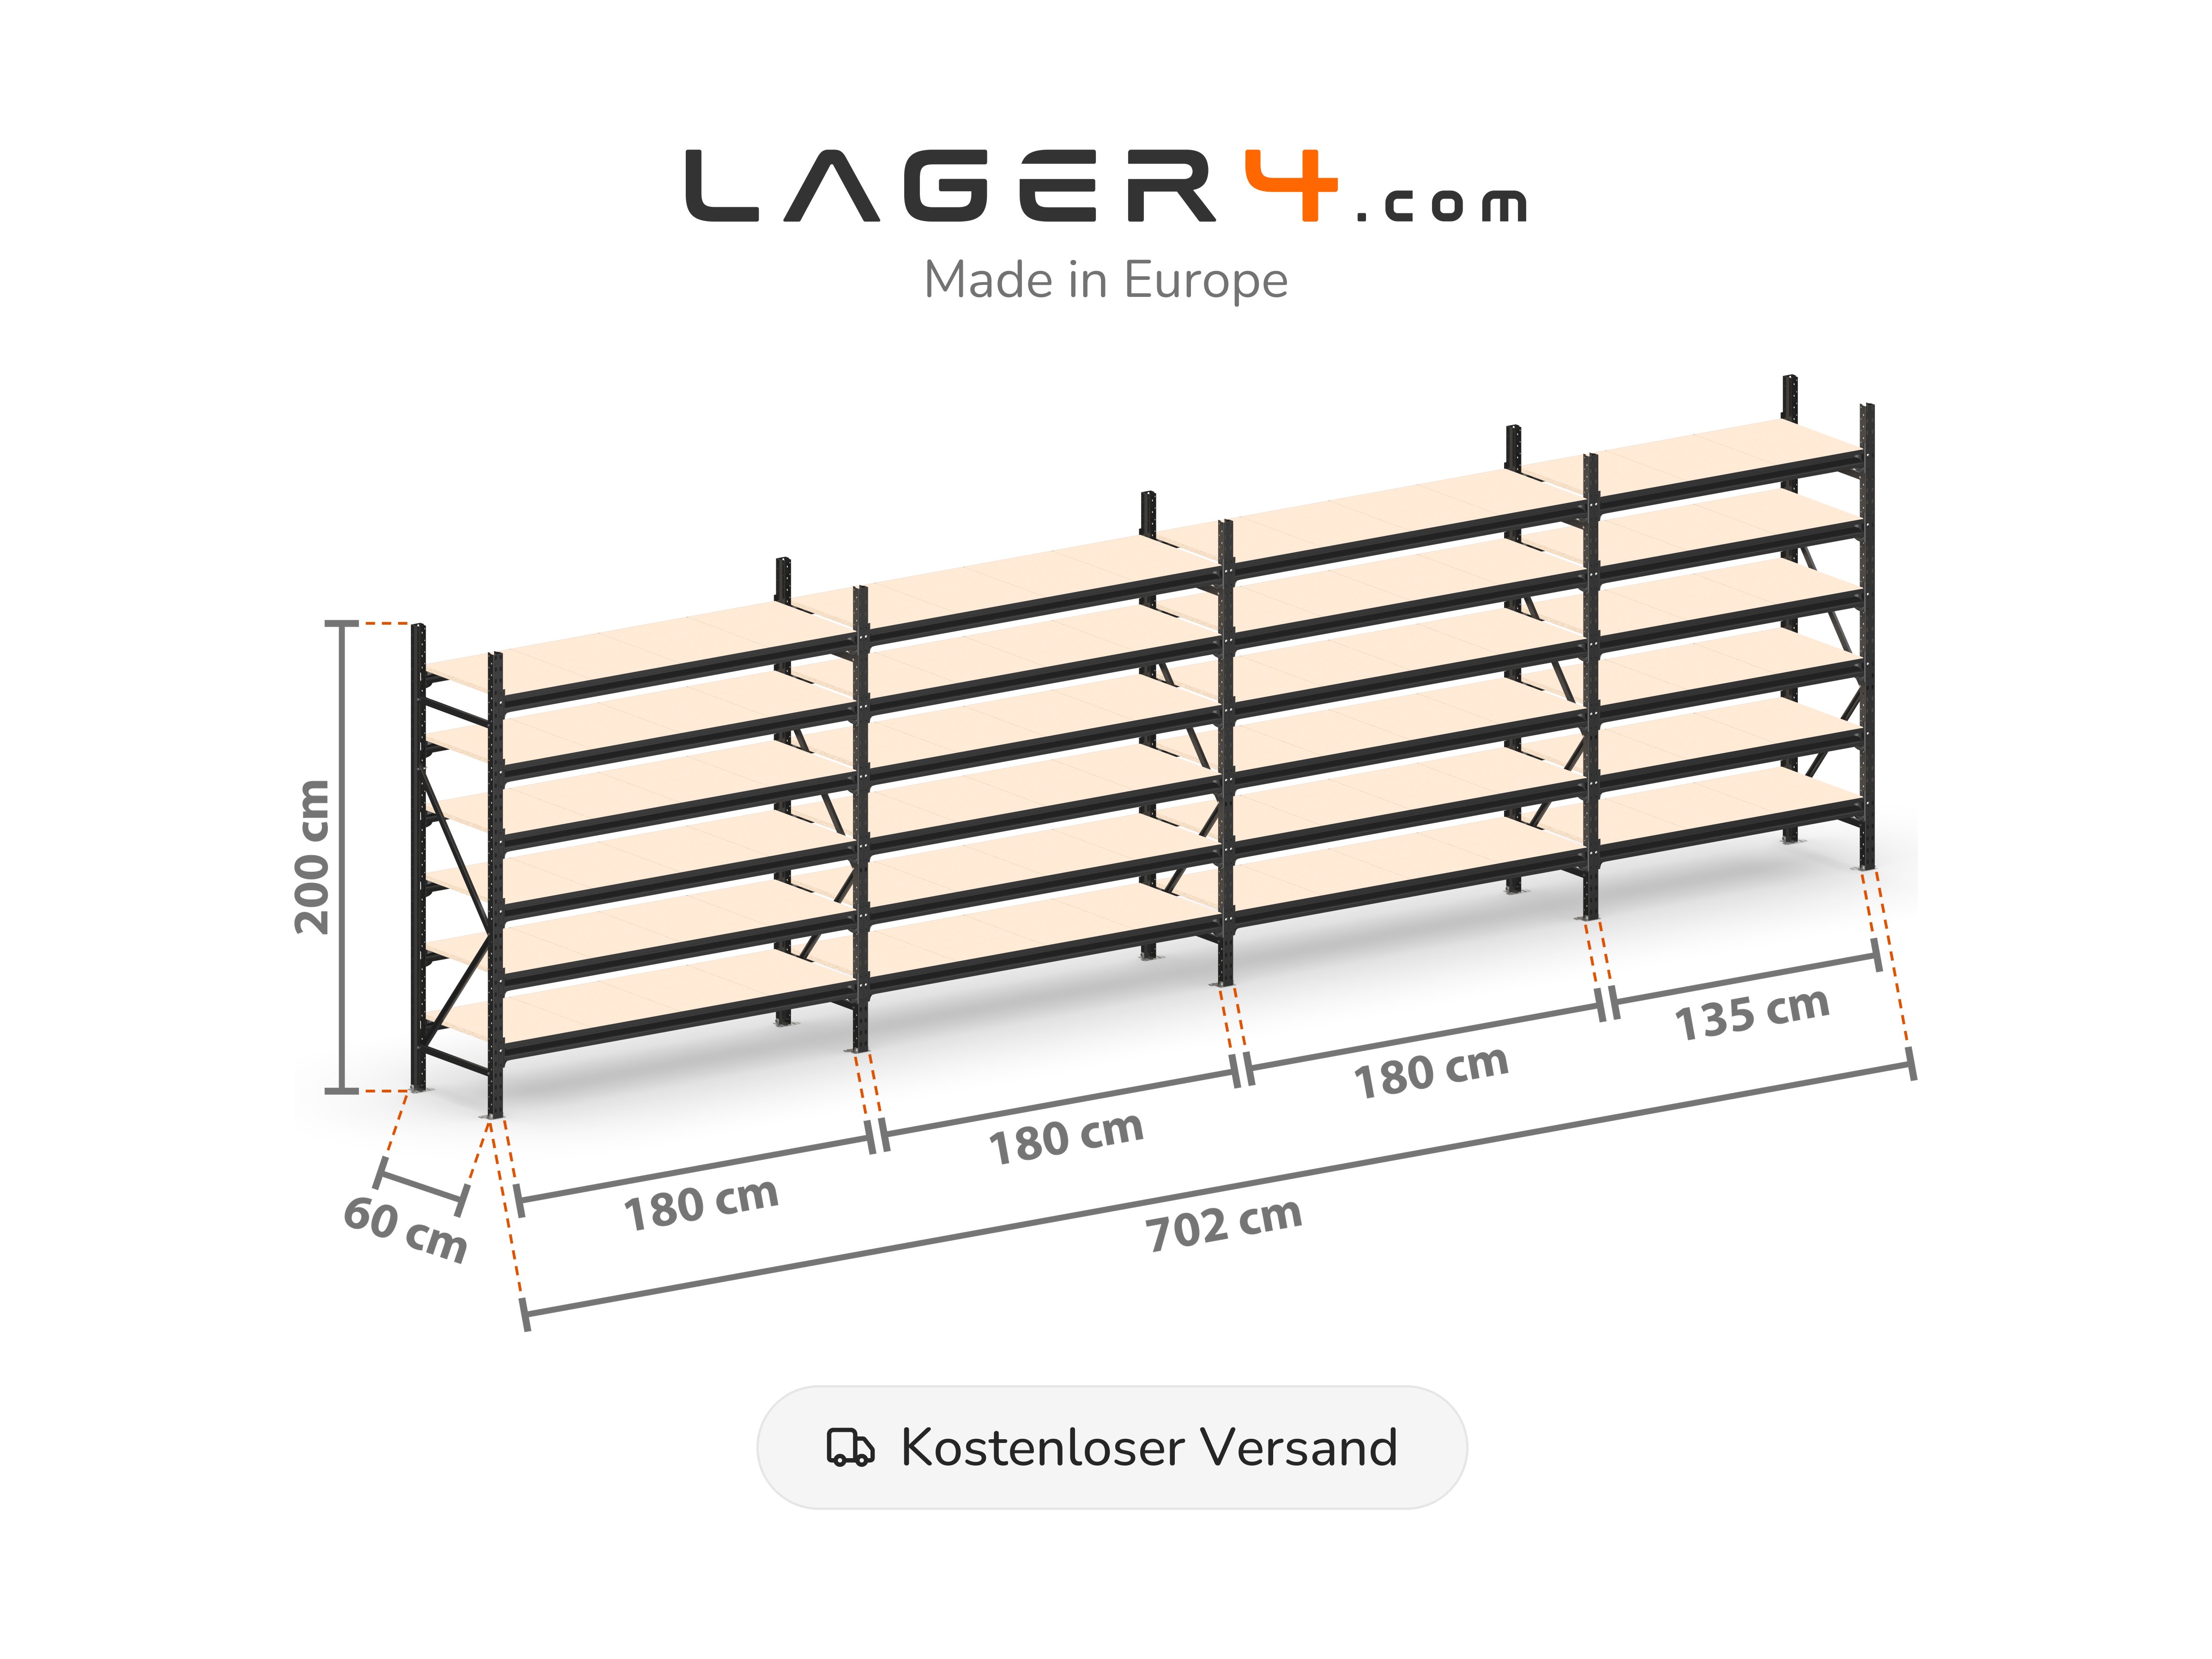 LAGER4.com
Made in Europe
200 cm
60 cm
180 cm
180 cm
180 cm
135 cm
702 cm
Kostenloser Versand